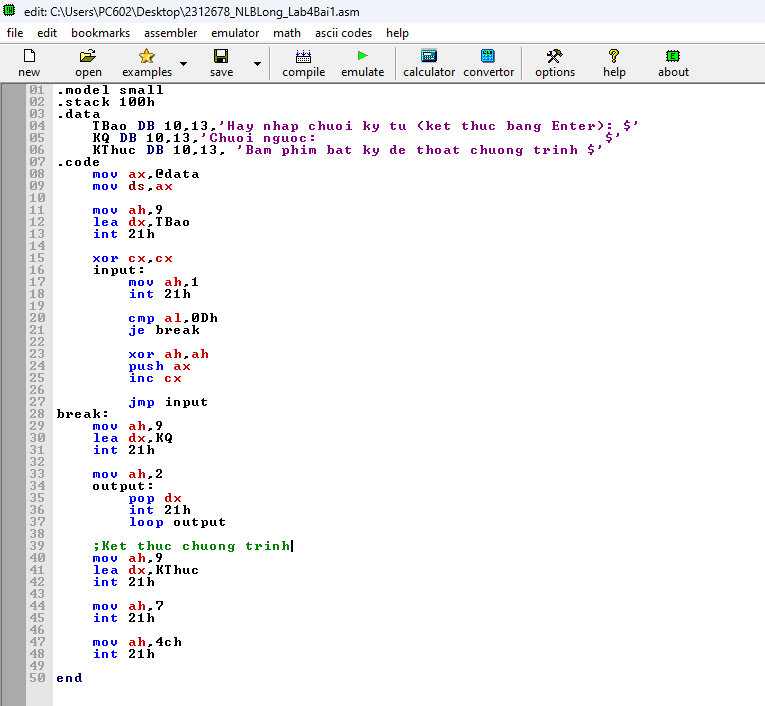 edit: C:\Users\PC602\Desktop\2312678_NLBLong_Lab4Bai1.asm
file edit bookmarks assembler emulator math ascii codes help
new open examples save compile emulate calculator convertor options help about
01 .model small
02 .stack 100h
03 .data
04 TBao DB 10,13,'Hay nhap chuoi ky tu (ket thuc bang Enter): $'
05 KQ DB 10,13,'Chuoi nguoc: $'
06 KThuc DB 10,13, 'Bam phim bat ky de thoat chuong trinh $'
07 .code
08 mov ax,@data
09 mov ds,ax
10
11 mov ah,9
12 lea dx,TBao
13 int 21h
14
15 xor cx,cx
16 input:
17 mov ah,1
18 int 21h
19
20 cmp al,0Dh
21 je break
22
23 xor ah,ah
24 push ax
25 inc cx
26
27 jmp input
28 break:
29 mov ah,9
30 lea dx,KQ
31 int 21h
32
33 mov ah,2
34 output:
35 pop dx
36 int 21h
37 loop output
38
39 ;Ket thuc chuong trinh
40 mov ah,9
41 lea dx,KThuc
42 int 21h
43
44 mov ah,7
45 int 21h
46
47 mov ah,4ch
48 int 21h
49
50 end